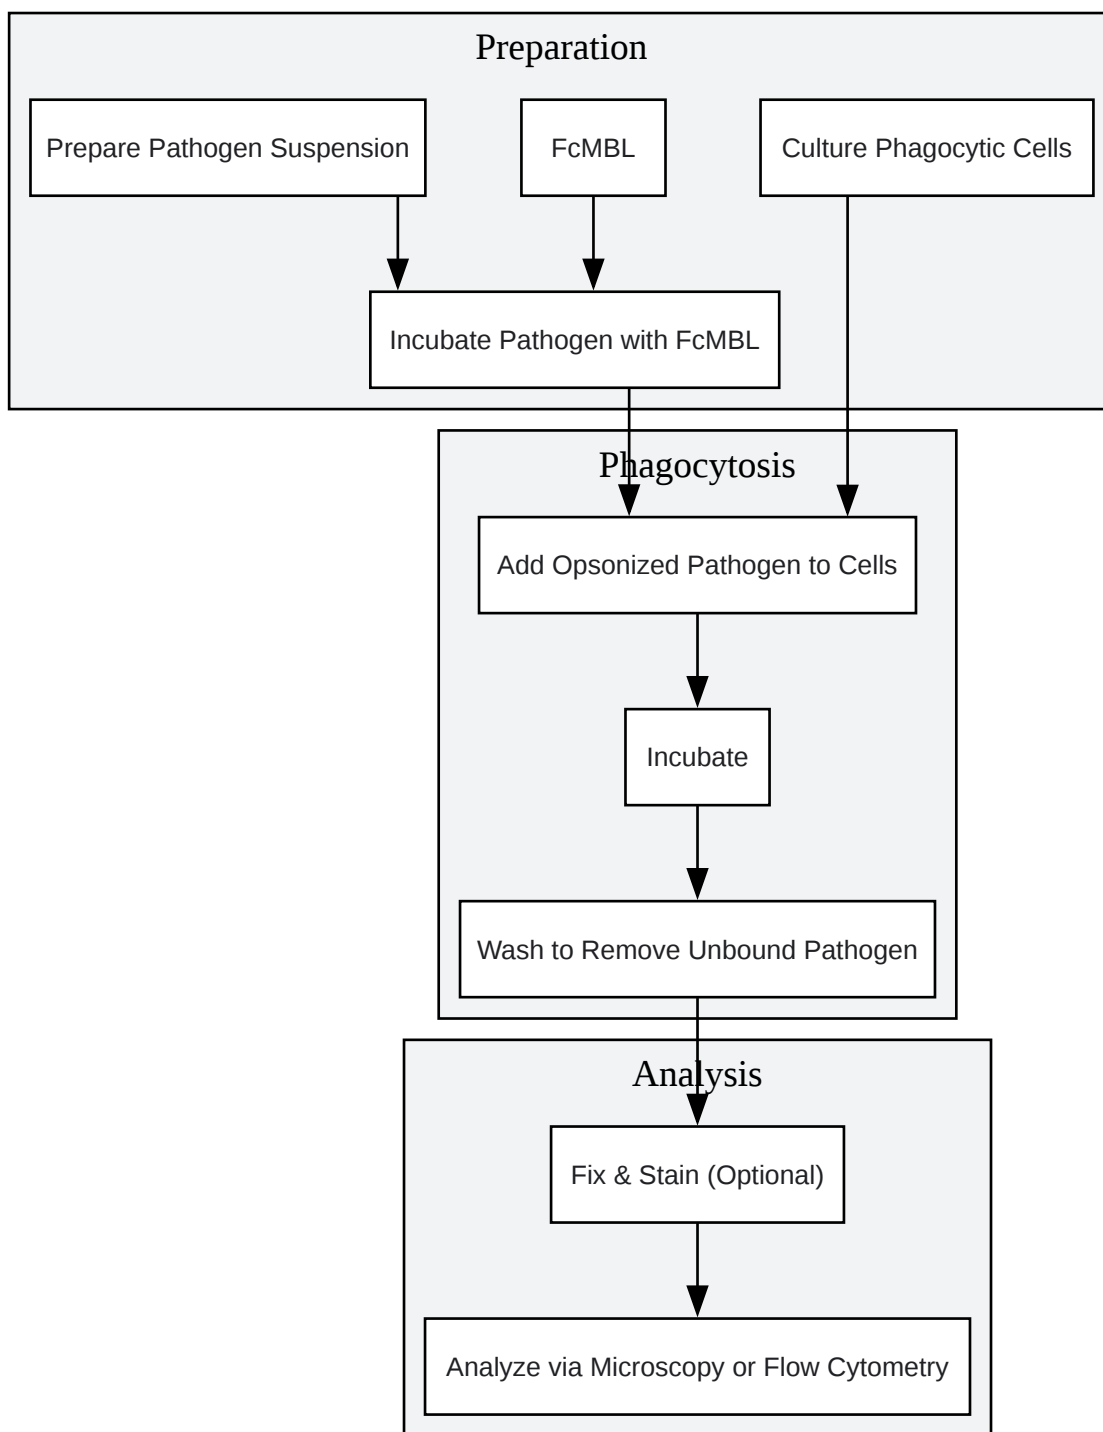 Preparation
Prepare Pathogen Suspension
FcMBL
Culture Phagocytic Cells
Incubate Pathogen with FcMBL
Phagocytosis
Add Opsonized Pathogen to Cells
Incubate
Wash to Remove Unbound Pathogen
Analysis
Fix & Stain (Optional)
Analyze via Microscopy or Flow Cytometry